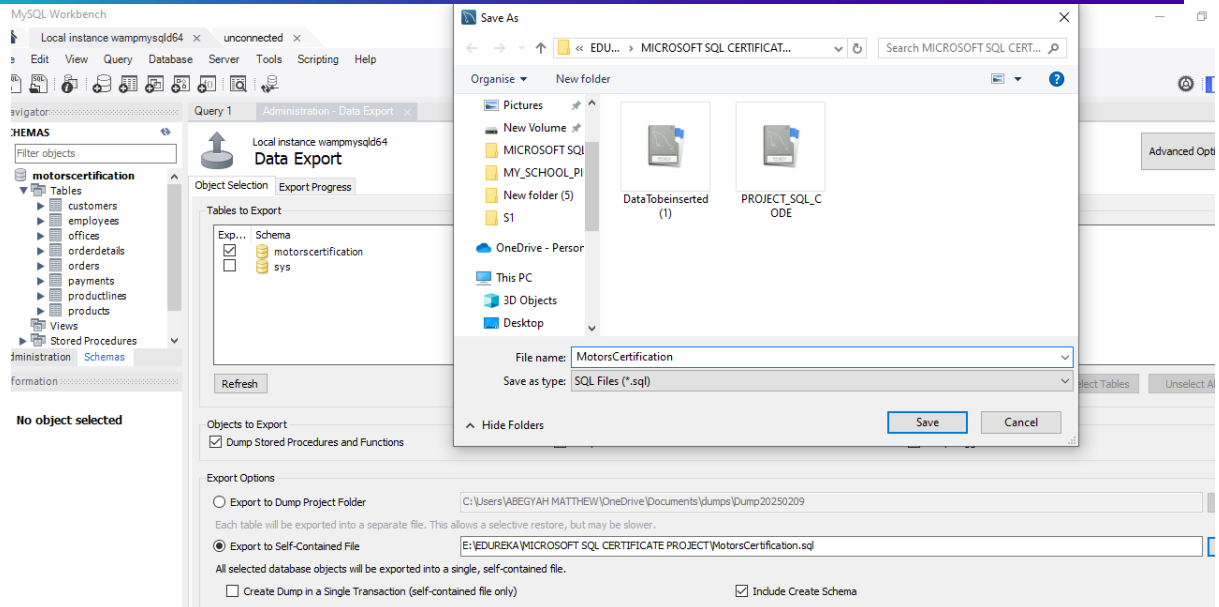 MySQL Workbench
Local instance wampmysqld64 ×
unconnected ×
Edit View Query Database Server Tools Scripting Help
avigator
CHEMAS
Filter objects
motorscertification
Tables
customers
employees
offices
orderdetails
orders
payments
productlines
products
Views
Stored Procedures
dministration Schemas
formation
No object selected
Query 1
Administration - Data Export ×
Local instance wampmysqld64
Data Export
Advanced Opti
Object Selection Export Progress
Tables to Export
Exp... Schema
motorscertification
sys
Refresh
elect Tables
Unselect Al
Objects to Export
Dump Stored Procedures and Functions
Export Options
Export to Dump Project Folder
C:\Users\ABEGYAH MATTHEW\OneDrive\Documents\dumps\Dump20250209
Each table will be exported into a separate file. This allows a selective restore, but may be slower.
Export to Self-Contained File
E:\EDUREKA\MICROSOFT SQL CERTIFICATE PROJECT\MotorsCertification.sql
All selected database objects will be exported into a single, self-contained file.
Create Dump in a Single Transaction (self-contained file only)
Include Create Schema
Save As
« EDU... › MICROSOFT SQL CERTIFICAT...
Search MICROSOFT SQL CERT...
Organise
New folder
Pictures
New Volume
MICROSOFT SQL
MY_SCHOOL_PI
New folder (5)
S1
OneDrive - Person
This PC
3D Objects
Desktop
DataTobeinserted
(1)
PROJECT_SQL_C
ODE
File name: MotorsCertification
Save as type: SQL Files (*.sql)
Hide Folders
Save
Cancel